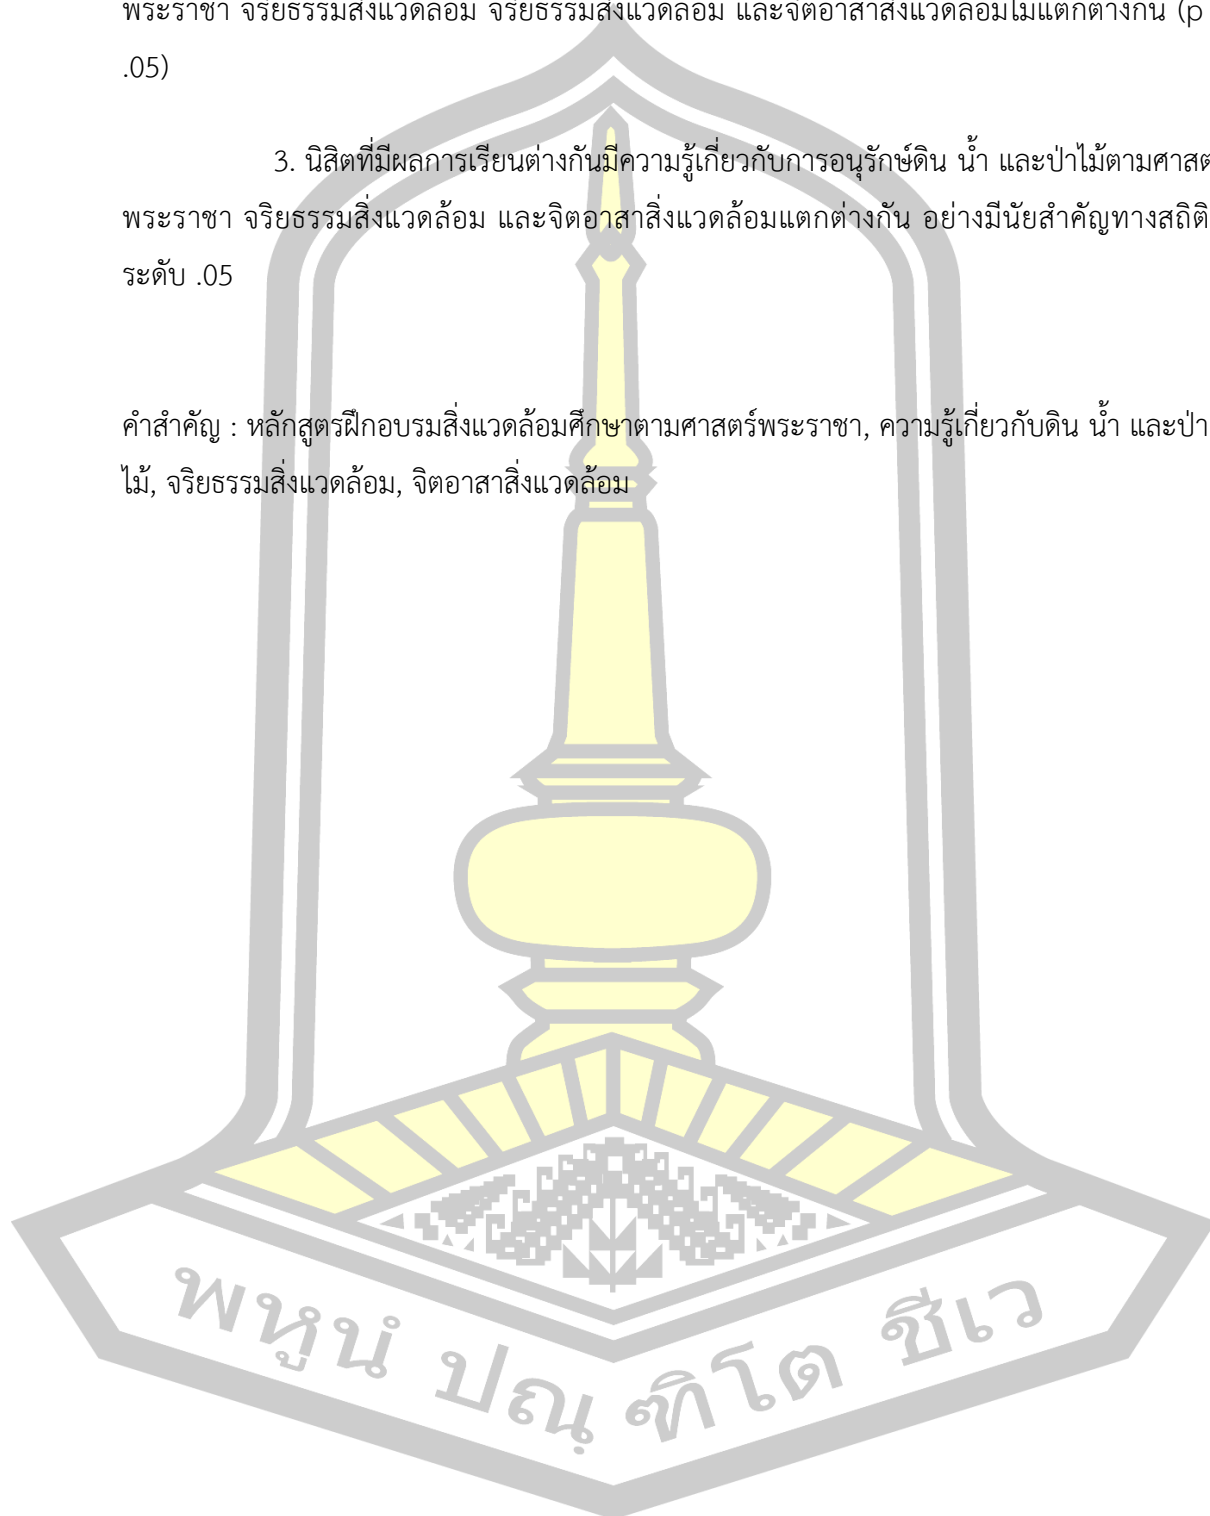 พระราชา จริยธรรมสิ่งแวดล้อม จริยธรรมสิ่งแวดล้อม และจิตอาสาสิ่งแวดล้อมไม่แตกต่างกัน (p
.05)
3. นิสิตที่มีผลการเรียนต่างกันมีความรู้เกี่ยวกับการอนุรักษ์ดิน น้ำ และป่าไม้ตามศาสต
พระราชา จริยธรรมสิ่งแวดล้อม และจิตอาสาสิ่งแวดล้อมแตกต่างกัน อย่างมีนัยสำคัญทางสถิติ
ระดับ .05
คำสำคัญ : หลักสูตรฝึกอบรมสิ่งแวดล้อมศึกษาตามศาสตร์พระราชา, ความรู้เกี่ยวกับดิน น้ำ และป่า
ไม้, จริยธรรมสิ่งแวดล้อม, จิตอาสาสิ่งแวดล้อม
พหูนํ ปณฺฑิโต ชีเว